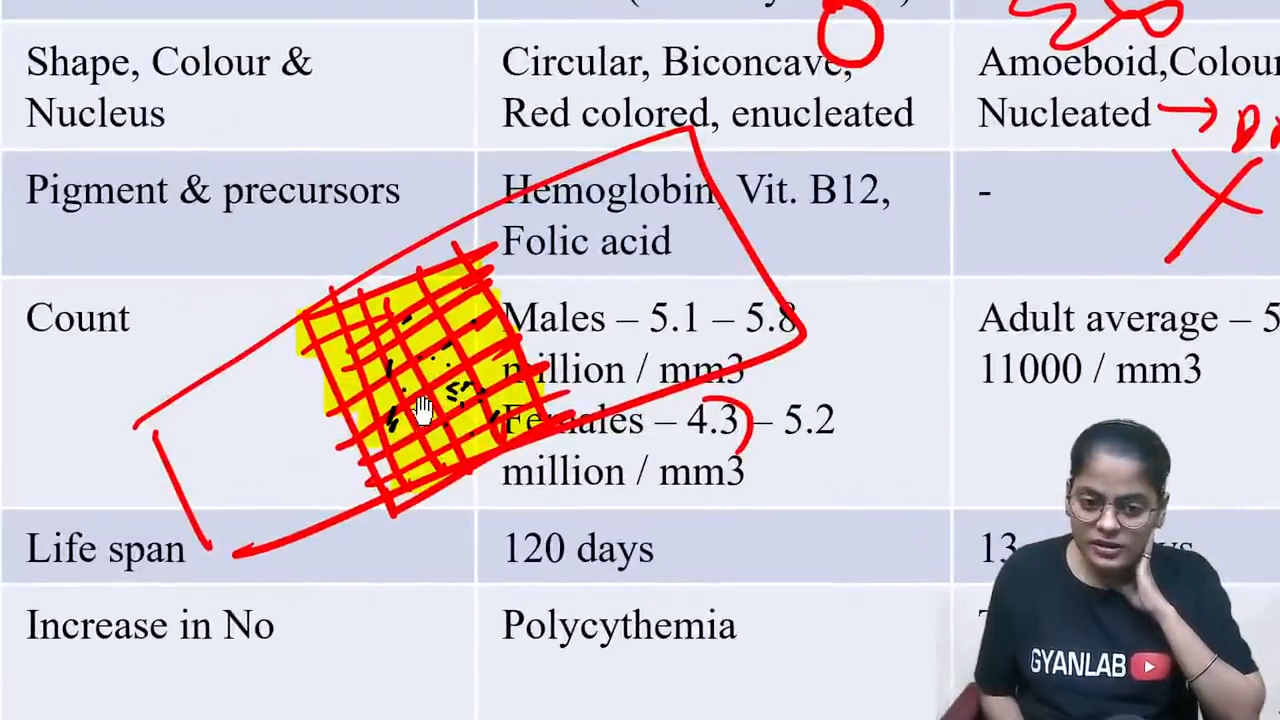 Shape, Colour &
Nucleus
Circular, Biconcave,
Red colored, enucleated
Amoeboid,Colour
Nucleated
Pigment & precursors
Hemoglobin, Vit. B12,
Folic acid
-
Count
Males – 5.1 – 5.8
million / mm3
Females – 4.3 – 5.2
million / mm3
Adult average – 5
11000 / mm3
Life span
120 days
13
Increase in No
Polycythemia
GYANLAB